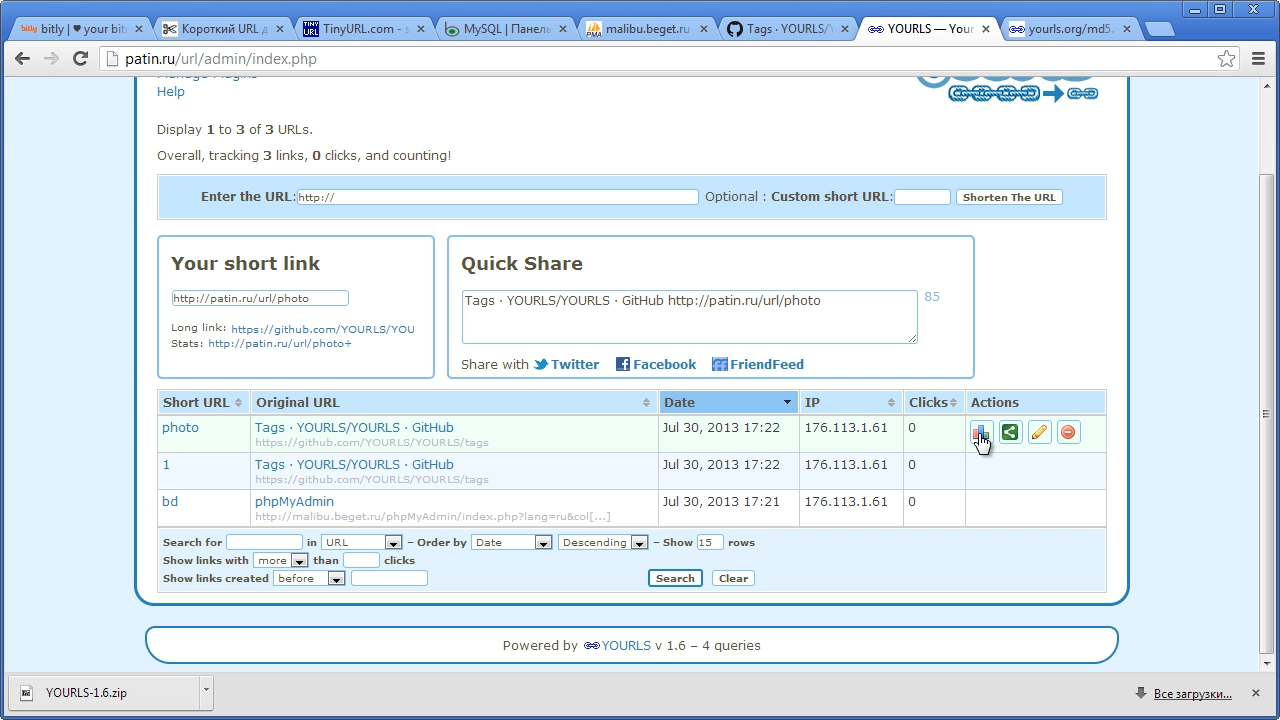 bitly | ♥ your bitl
Короткий URL д
TinyURL.com - s
MySQL | Панель
malibu.beget.ru
Tags · YOURLS/Y
YOURLS — Your
yourls.org/md5.
patin.ru/url/admin/index.php
Help
Display 1 to 3 of 3 URLs.
Overall, tracking 3 links, 0 clicks, and counting!
Enter the URL: http:// Optional : Custom short URL: Shorten The URL
Your short link
http://patin.ru/url/photo
Long link: https://github.com/YOURLS/YOU
Stats: http://patin.ru/url/photo+
Quick Share
Tags · YOURLS/YOURLS · GitHub http://patin.ru/url/photo
85
Share with Twitter Facebook FriendFeed
Short URL Original URL Date IP Clicks Actions
photo Tags · YOURLS/YOURLS · GitHub Jul 30, 2013 17:22 176.113.1.61 0
https://github.com/YOURLS/YOURLS/tags
1 Tags · YOURLS/YOURLS · GitHub Jul 30, 2013 17:22 176.113.1.61 0
https://github.com/YOURLS/YOURLS/tags
bd phpMyAdmin Jul 30, 2013 17:21 176.113.1.61 0
http://malibu.beget.ru/phpMyAdmin/index.php?lang=ru&col[...]
Search for in URL – Order by Date Descending – Show 15 rows
Show links with more than clicks
Show links created before Search Clear
Powered by YOURLS v 1.6 – 4 queries
YOURLS-1.6.zip
Все загрузки...